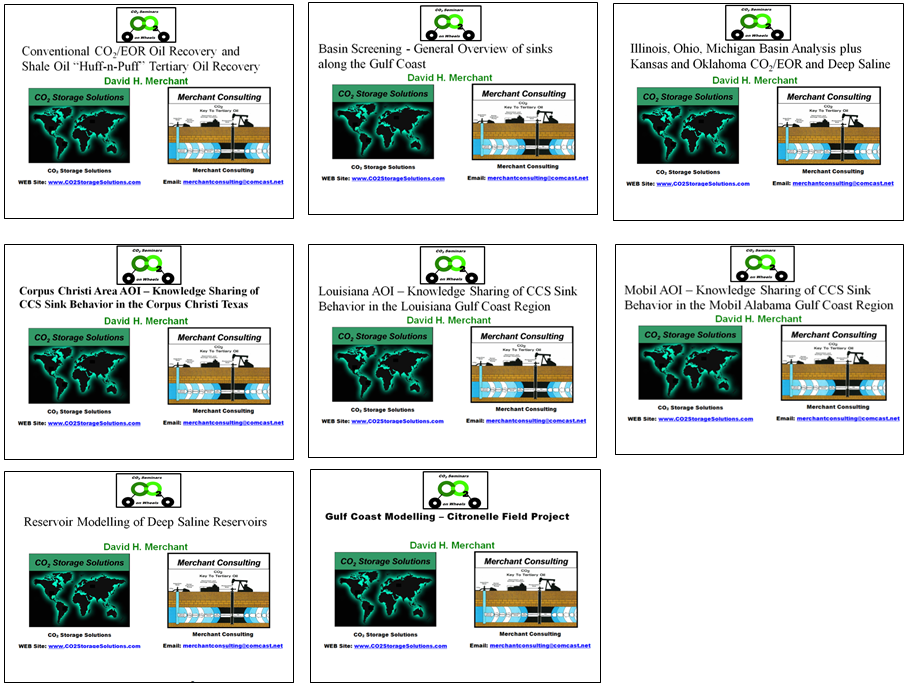 CO₂ Seminars
on Wheels
Conventional CO₂/EOR Oil Recovery and
Shale Oil “Huff-n-Puff” Tertiary Oil Recovery
David H. Merchant
CO₂ Storage Solutions
Merchant Consulting
CO₂
Key To Tertiary Oil
CO₂ Storage Solutions
Merchant Consulting
WEB Site: www.CO2StorageSolutions.com
Email: merchantconsulting@comcast.net
CO₂ Seminars
on Wheels
Basin Screening - General Overview of sinks
along the Gulf Coast
David H. Merchant
CO₂ Storage Solutions
Merchant Consulting
CO₂
Key To Tertiary Oil
CO₂ Storage Solutions
Merchant Consulting
WEB Site: www.CO2StorageSolutions.com
Email: merchantconsulting@comcast.net
CO₂ Seminars
on Wheels
Illinois, Ohio, Michigan Basin Analysis plus
Kansas and Oklahoma CO₂/EOR and Deep Saline
David H. Merchant
CO₂ Storage Solutions
Merchant Consulting
CO₂
Key To Tertiary Oil
CO₂ Storage Solutions
Merchant Consulting
WEB Site: www.CO2StorageSolutions.com
Email: merchantconsulting@comcast.net
CO₂ Seminars
on Wheels
Corpus Christi Area AOI – Knowledge Sharing of
CCS Sink Behavior in the Corpus Christi Texas
David H. Merchant
CO₂ Storage Solutions
Merchant Consulting
CO₂
Key To Tertiary Oil
CO₂ Storage Solutions
Merchant Consulting
WEB Site: www.CO2StorageSolutions.com
Email: merchantconsulting@comcast.net
CO₂ Seminars
on Wheels
Louisiana AOI – Knowledge Sharing of CCS Sink
Behavior in the Louisiana Gulf Coast Region
David H. Merchant
CO₂ Storage Solutions
Merchant Consulting
CO₂
Key To Tertiary Oil
CO₂ Storage Solutions
Merchant Consulting
WEB Site: www.CO2StorageSolutions.com
Email: merchantconsulting@comcast.net
CO₂ Seminars
on Wheels
Mobil AOI – Knowledge Sharing of CCS Sink
Behavior in the Mobil Alabama Gulf Coast Region
David H. Merchant
CO₂ Storage Solutions
Merchant Consulting
CO₂
Key To Tertiary Oil
CO₂ Storage Solutions
Merchant Consulting
WEB Site: www.CO2StorageSolutions.com
Email: merchantconsulting@comcast.net
CO₂ Seminars
on Wheels
Reservoir Modelling of Deep Saline Reservoirs
David H. Merchant
CO₂ Storage Solutions
Merchant Consulting
CO₂
Key To Tertiary Oil
CO₂ Storage Solutions
Merchant Consulting
WEB Site: www.CO2StorageSolutions.com
Email: merchantconsulting@comcast.net
CO₂ Seminars
on Wheels
Gulf Coast Modelling – Citronelle Field Project
David H. Merchant
CO₂ Storage Solutions
Merchant Consulting
CO₂
Key To Tertiary Oil
CO₂ Storage Solutions
Merchant Consulting
WEB Site: www.CO2StorageSolutions.com
Email: merchantconsulting@comcast.net